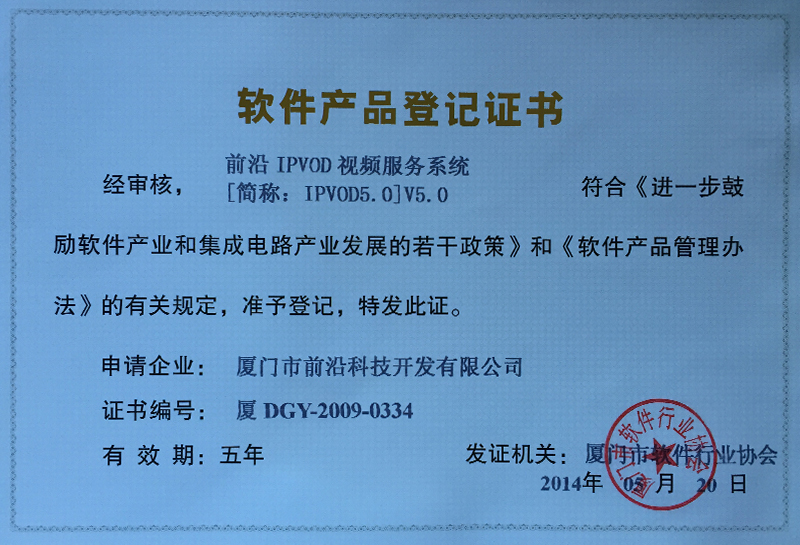 软件产品登记证书
前沿 IPVOD 视频服务系统
经审核， [简称：IPVOD5.0]V5.0 符合《进一步鼓
励软件产业和集成电路产业发展的若干政策》和《软件产品管理办
法》的有关规定，准予登记，特发此证。
申请企业：厦门市前沿科技开发有限公司
证书编号：厦 DGY-2009-0334
有 效 期：五年 发证机关：厦门市软件行业协会
2014年 05 月 20 日
厦门市软件行业协会